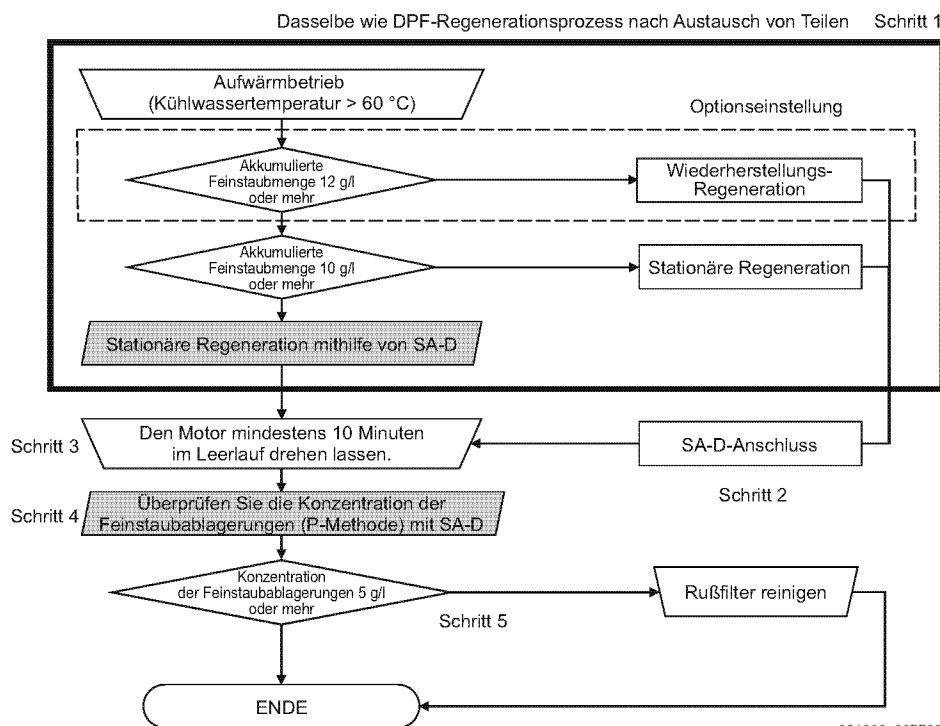 Dasselbe wie DPF-Regenerationsprozess nach Austausch von Teilen Schritt 1
Aufwärmbetrieb
(Kühlwassertemperatur > 60 °C)
Optionseinstellung
Akkumulierte
Feinstaubmenge 12 g/l
oder mehr
Wiederherstellungs-
Regeneration
Akkumulierte
Feinstaubmenge 10 g/l
oder mehr
Stationäre Regeneration
Stationäre Regeneration mithilfe von SA-D
Schritt 3
Den Motor mindestens 10 Minuten
im Leerlauf drehen lassen.
SA-D-Anschluss
Schritt 2
Schritt 4
Überprüfen Sie die Konzentration der
Feinstaubablagerungen (P-Methode) mit SA-D
Konzentration
der Feinstaubablagerungen 5 g/l
oder mehr
Schritt 5
Rußfilter reinigen
ENDE